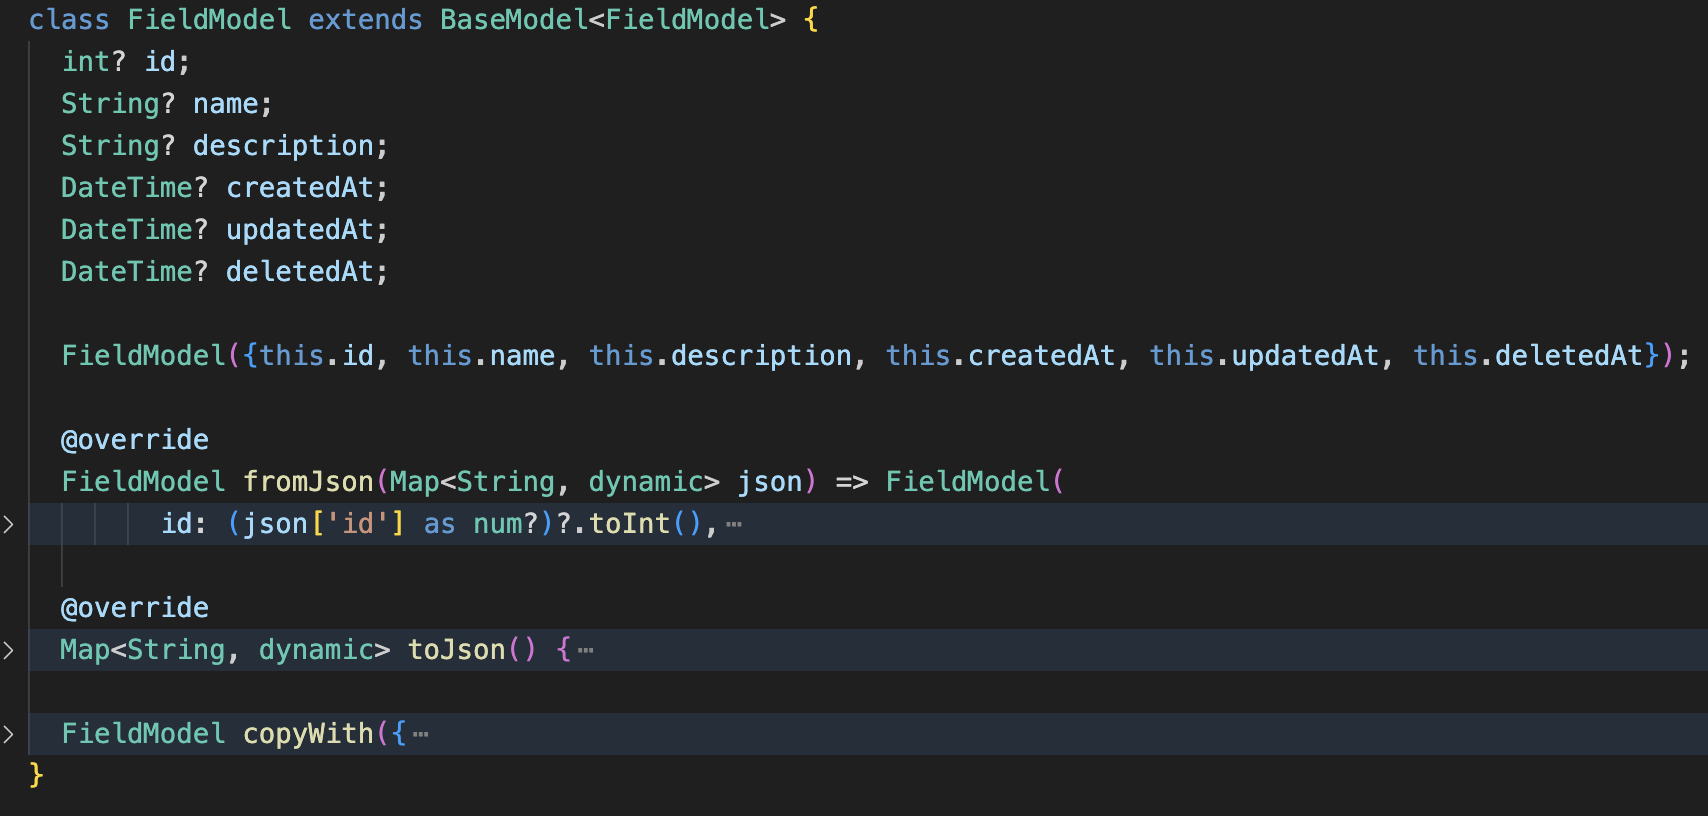 class FieldModel extends BaseModel<FieldModel> {
int? id;
String? name;
String? description;
DateTime? createdAt;
DateTime? updatedAt;
DateTime? deletedAt;
FieldModel({this.id, this.name, this.description, this.createdAt, this.updatedAt, this.deletedAt});
@override
FieldModel fromJson(Map<String, dynamic> json) => FieldModel(
id: (json['id'] as num?)?.toInt(),⋯
@override
Map<String, dynamic> toJson() {⋯
FieldModel copyWith({⋯
}